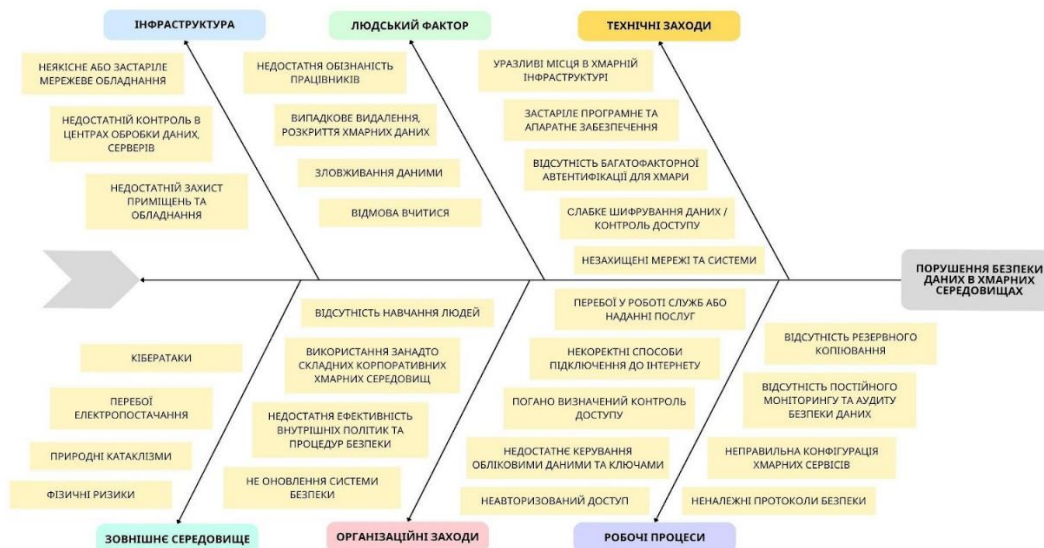 ІНФРАСТРУКТУРА
ЛЮДСЬКИЙ ФАКТОР
ТЕХНІЧНІ ЗАХОДИ
НЕЯКІСНЕ АБО ЗАСТАРІЛЕ
МЕРЕЖЕВЕ ОБЛАДНАННЯ
НЕДОСТАТНІЙ КОНТРОЛЬ В
ЦЕНТРАХ ОБРОБКИ ДАНИХ,
СЕРВЕРІВ
НЕДОСТАТНІЙ ЗАХИСТ
ПРИМІЩЕНЬ ТА
ОБЛАДНАННЯ
НЕДОСТАТНЯ ОБІЗНАНІСТЬ
ПРАЦІВНИКІВ
ВИПАДКОВЕ ВИДАЛЕННЯ,
РОЗКРИТТЯ ХМАРНИХ ДАНИХ
ЗЛОВЖИВАННЯ ДАНИМИ
ВІДМОВА ВЧИТИСЯ
УРАЗЛИВІ МІСЦЯ В ХМАРНІЙ
ІНФРАСТРУКТУРІ
ЗАСТАРІЛЕ ПРОГРАМНЕ ТА
АПАРАТНЕ ЗАБЕЗПЕЧЕННЯ
ВІДСУТНІСТЬ БАГАТОФАКТОРНОЇ
АВТЕНТИФІКАЦІЇ ДЛЯ ХМАРИ
СЛАБКЕ ШИФРУВАННЯ ДАНИХ /
КОНТРОЛЬ ДОСТУПУ
НЕЗАХИЩЕНІ МЕРЕЖІ ТА СИСТЕМИ
ПОРУШЕННЯ БЕЗПЕКИ
ДАНИХ В ХМАРНИХ
СЕРЕДОВИЩАХ
КІБЕРАТАКИ
ПЕРЕБОЇ
ЕЛЕКТРОПОСТАЧАННЯ
ПРИРОДНІ КАТАКЛІЗМИ
ФІЗИЧНІ РИЗИКИ
ВІДСУТНІСТЬ НАВЧАННЯ ЛЮДЕЙ
ВИКОРИСТАННЯ ЗАНАДТО
СКЛАДНИХ КОРПОРАТИВНИХ
ХМАРНИХ СЕРЕДОВИЩ
НЕДОСТАТНЯ ЕФЕКТИВНІСТЬ
ВНУТРІШНІХ ПОЛІТИК ТА
ПРОЦЕДУР БЕЗПЕКИ
НЕ ОНОВЛЕННЯ СИСТЕМИ
БЕЗПЕКИ
ПЕРЕБОЇ У РОБОТІ СЛУЖБ АБО
НАДАННІ ПОСЛУГ
НЕКОРЕКТНІ СПОСОБИ
ПІДКЛЮЧЕННЯ ДО ІНТЕРНЕТУ
ПОГАНО ВИЗНАЧЕНИЙ КОНТРОЛЬ
ДОСТУПУ
НЕДОСТАТНЄ КЕРУВАННЯ
ОБЛІКОВИМИ ДАНИМИ ТА КЛЮЧАМИ
НЕАВТОРИЗОВАНИЙ ДОСТУП
ВІДСУТНІСТЬ РЕЗЕРВНОГО
КОПІЮВАННЯ
ВІДСУТНІСТЬ ПОСТІЙНОГО
МОНІТОРИНГУ ТА АУДИТУ
БЕЗПЕКИ ДАНИХ
НЕПРАВИЛЬНА КОНФІГУРАЦІЯ
ХМАРНИХ СЕРВІСІВ
НЕНАЛЕЖНІ ПРОТОКОЛИ БЕЗПЕКИ
ЗОВНІШНЄ СЕРЕДОВИЩЕ
ОРГАНІЗАЦІЙНІ ЗАХОДИ
РОБОЧІ ПРОЦЕСИ